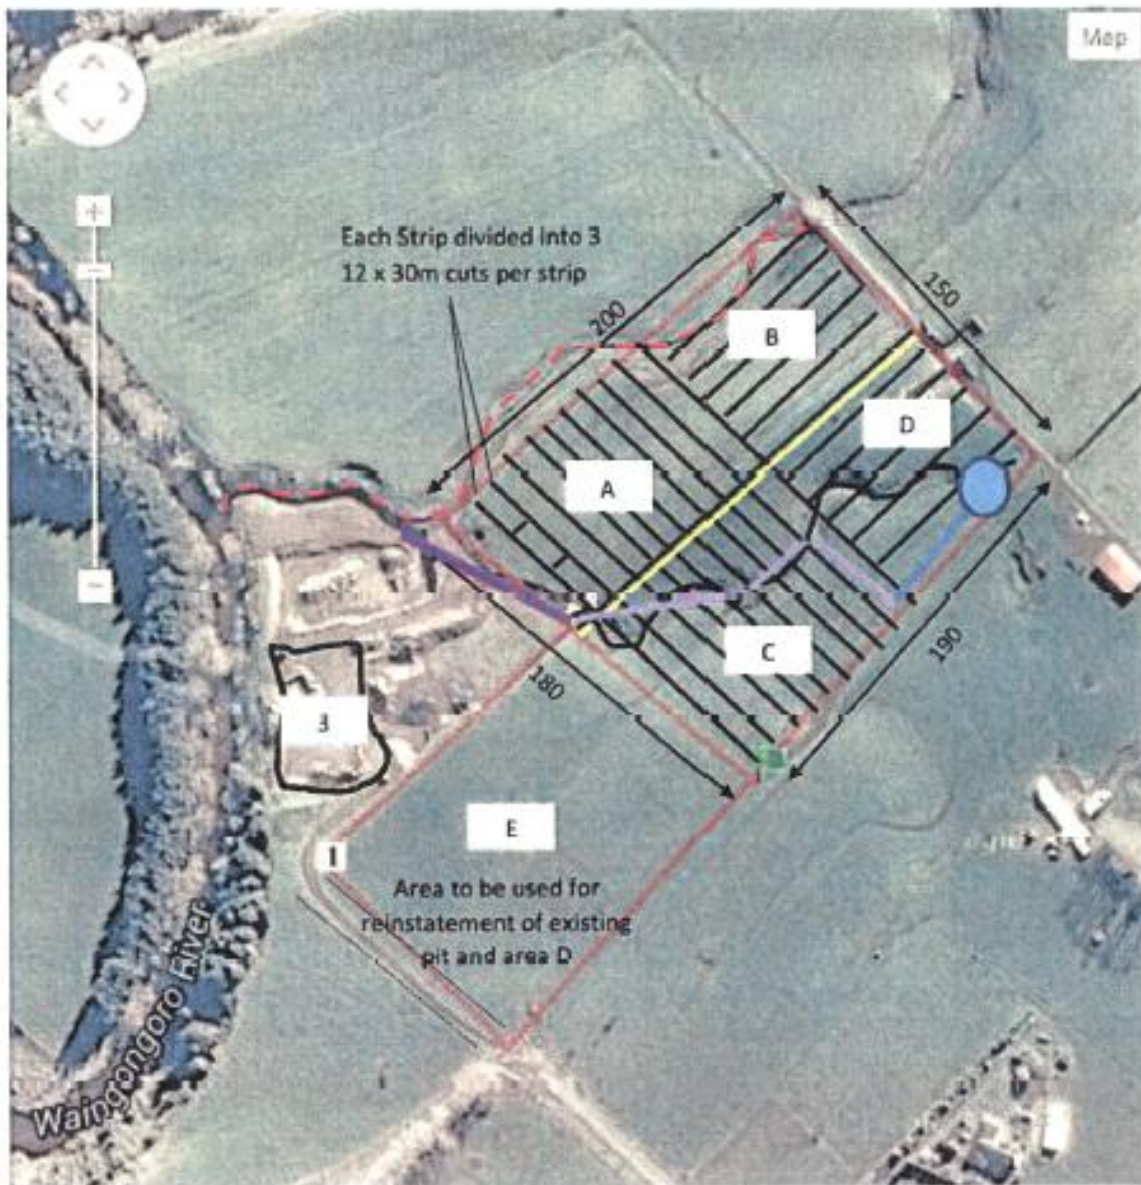 Map
Each Strip divided into 3
12 x 30m cuts per strip
200
150
B
D
A
C
190
180
3
E
1
Area to be used for
reinstatement of existing
pit and area D
Waingongoro River